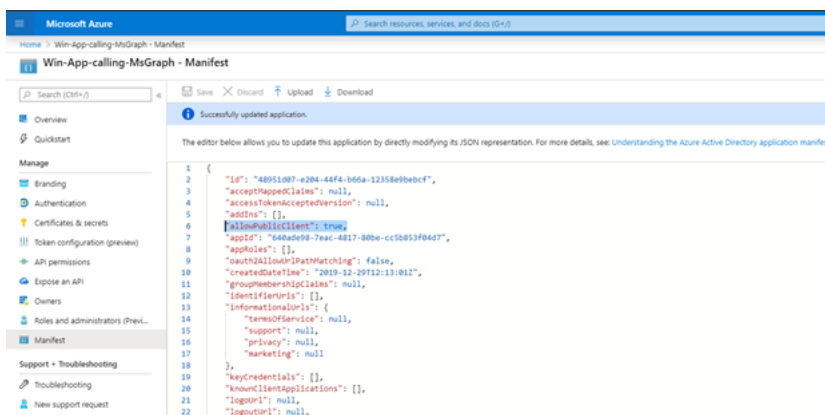 Microsoft Azure
Search resources, services, and docs (G+/)
Home > Win-App-calling-MsGraph - Manifest
Win-App-calling-MsGraph - Manifest
Search (Ctrl+/)
«
Save
Discard
Upload
Download
Overview
Quickstart
Manage
Branding
Authentication
Certificates & secrets
Token configuration (preview)
API permissions
Expose an API
Owners
Roles and administrators (Previ...
Manifest
Support + Troubleshooting
Troubleshooting
New support request
Successfully updated application.
The editor below allows you to update this application by directly modifying its JSON representation. For more details, see: Understanding the Azure Active Directory application manife
1 {
2 "id": "48951d07-e204-44f4-b66a-12358e9bebcf",
3 "acceptMappedClaims": null,
4 "accessTokenAcceptedVersion": null,
5 "addIns": [],
6 "allowPublicClient": true,
7 "appId": "640ade98-7eac-4817-80be-cc5b853f04d7",
8 "appRoles": [],
9 "oauth2AllowUrlPathMatching": false,
10 "createdDateTime": "2019-12-29T12:13:01Z",
11 "groupMembershipClaims": null,
12 "identifierUris": [],
13 "informationalUrls": {
14 "termsOfService": null,
15 "support": null,
16 "privacy": null,
17 "marketing": null
18 },
19 "keyCredentials": [],
20 "knownClientApplications": [],
21 "logoUrl": null,
22 "logoutUrl": null,